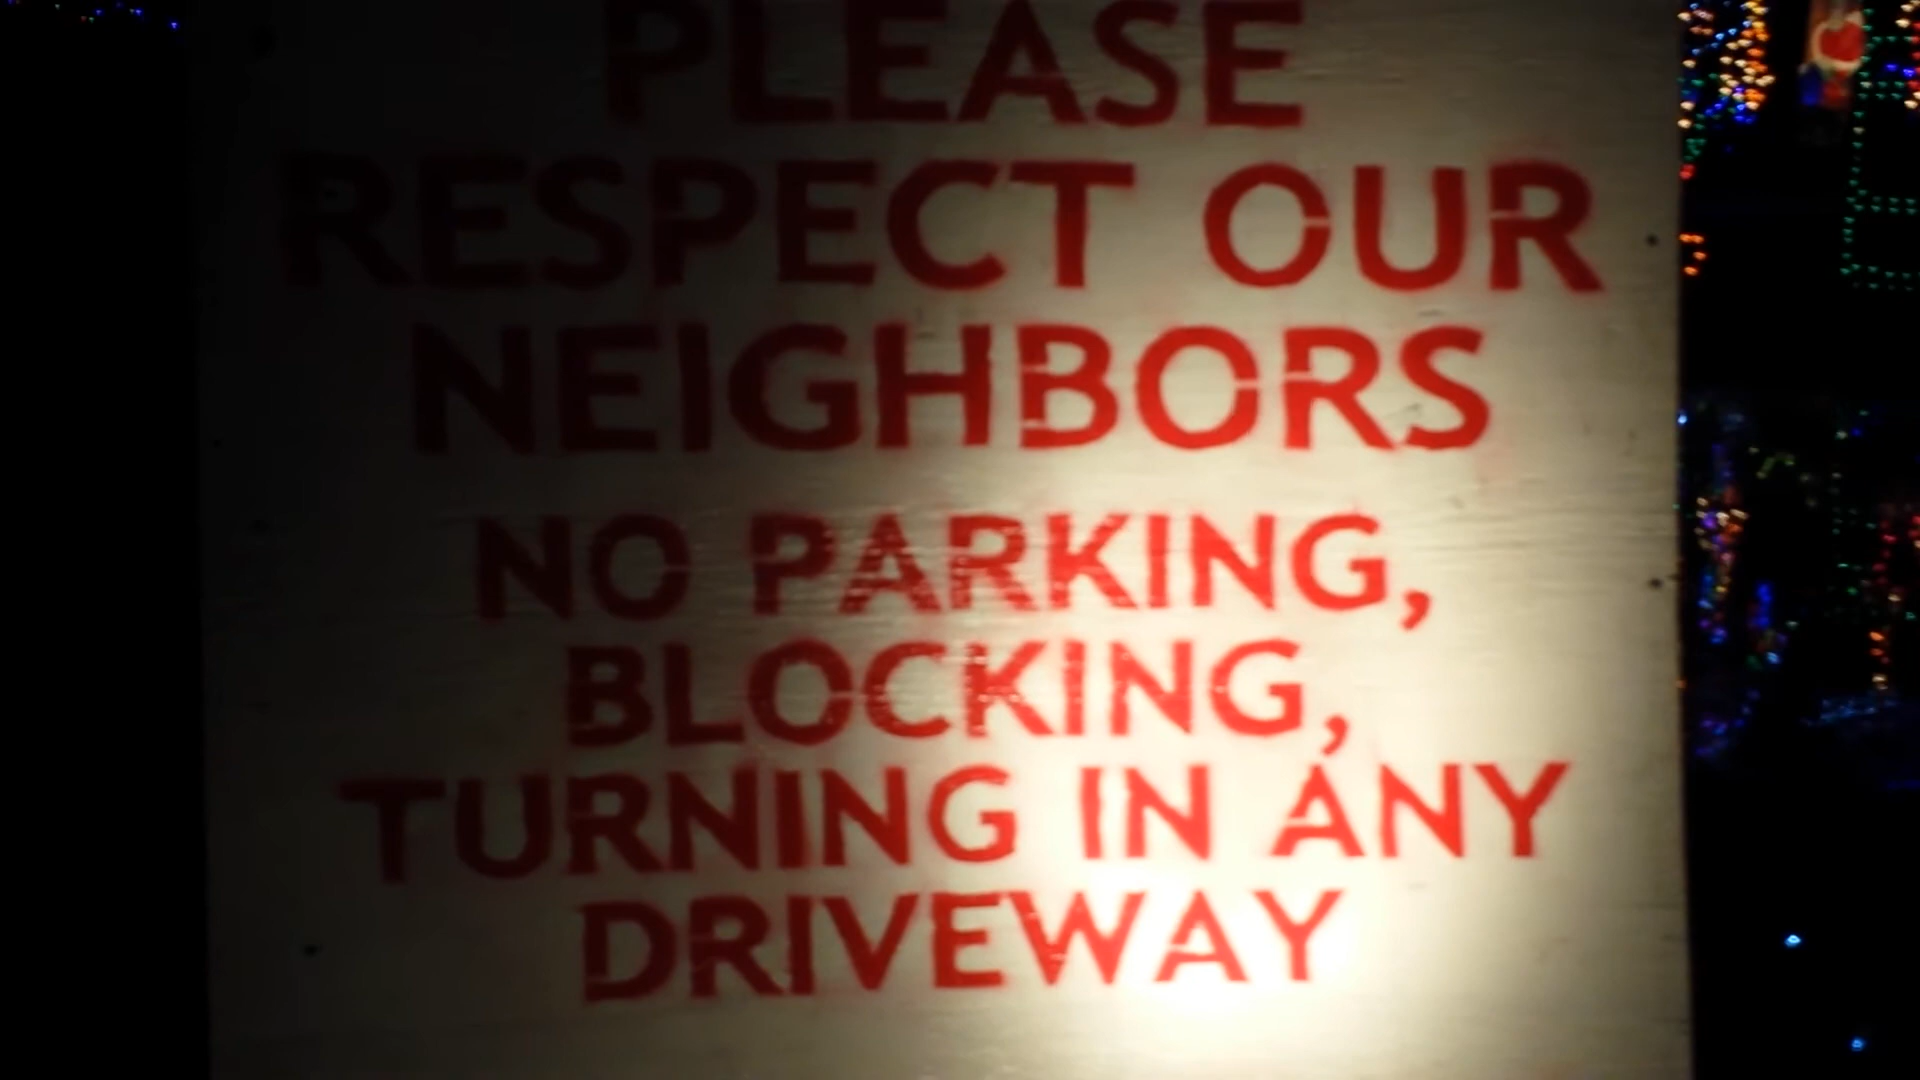 PLEASE
RESPECT OUR
NEIGHBORS
NO PARKING,
BLOCKING,
TURNING IN ANY
DRIVEWAY